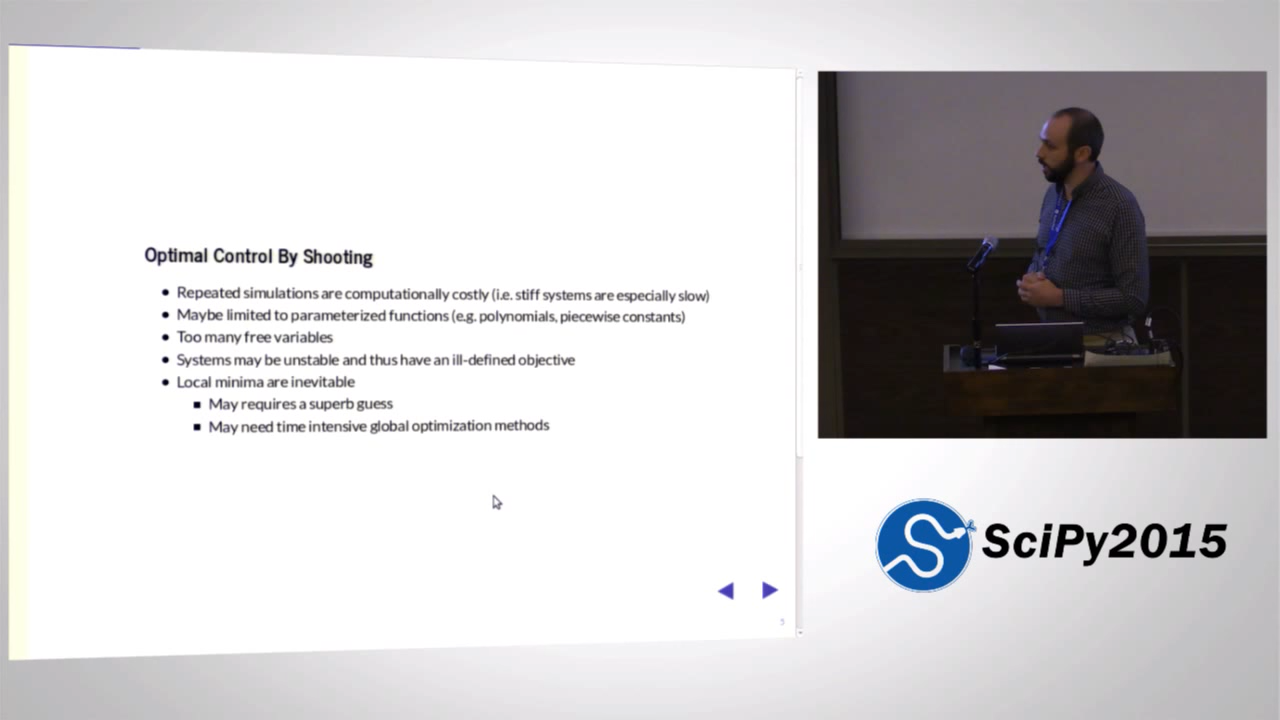 Optimal Control By Shooting
Repeated simulations are computationally costly (i.e. stiff systems are especially slow)
Maybe limited to parameterized functions (e.g. polynomials, piecewise constants)
Too many free variables
Systems may be unstable and thus have an ill-defined objective
Local minima are inevitable
May requires a superb guess
May need time intensive global optimization methods
5
SciPy2015